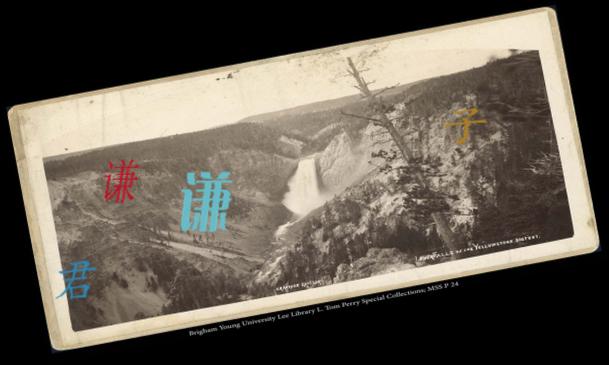 谦
谦
君
子
FALLS OF THE YELLOWSTONE DISTRICT.
Brigham Young University Lee Library L. Tom Perry Special Collections; MSS P 24